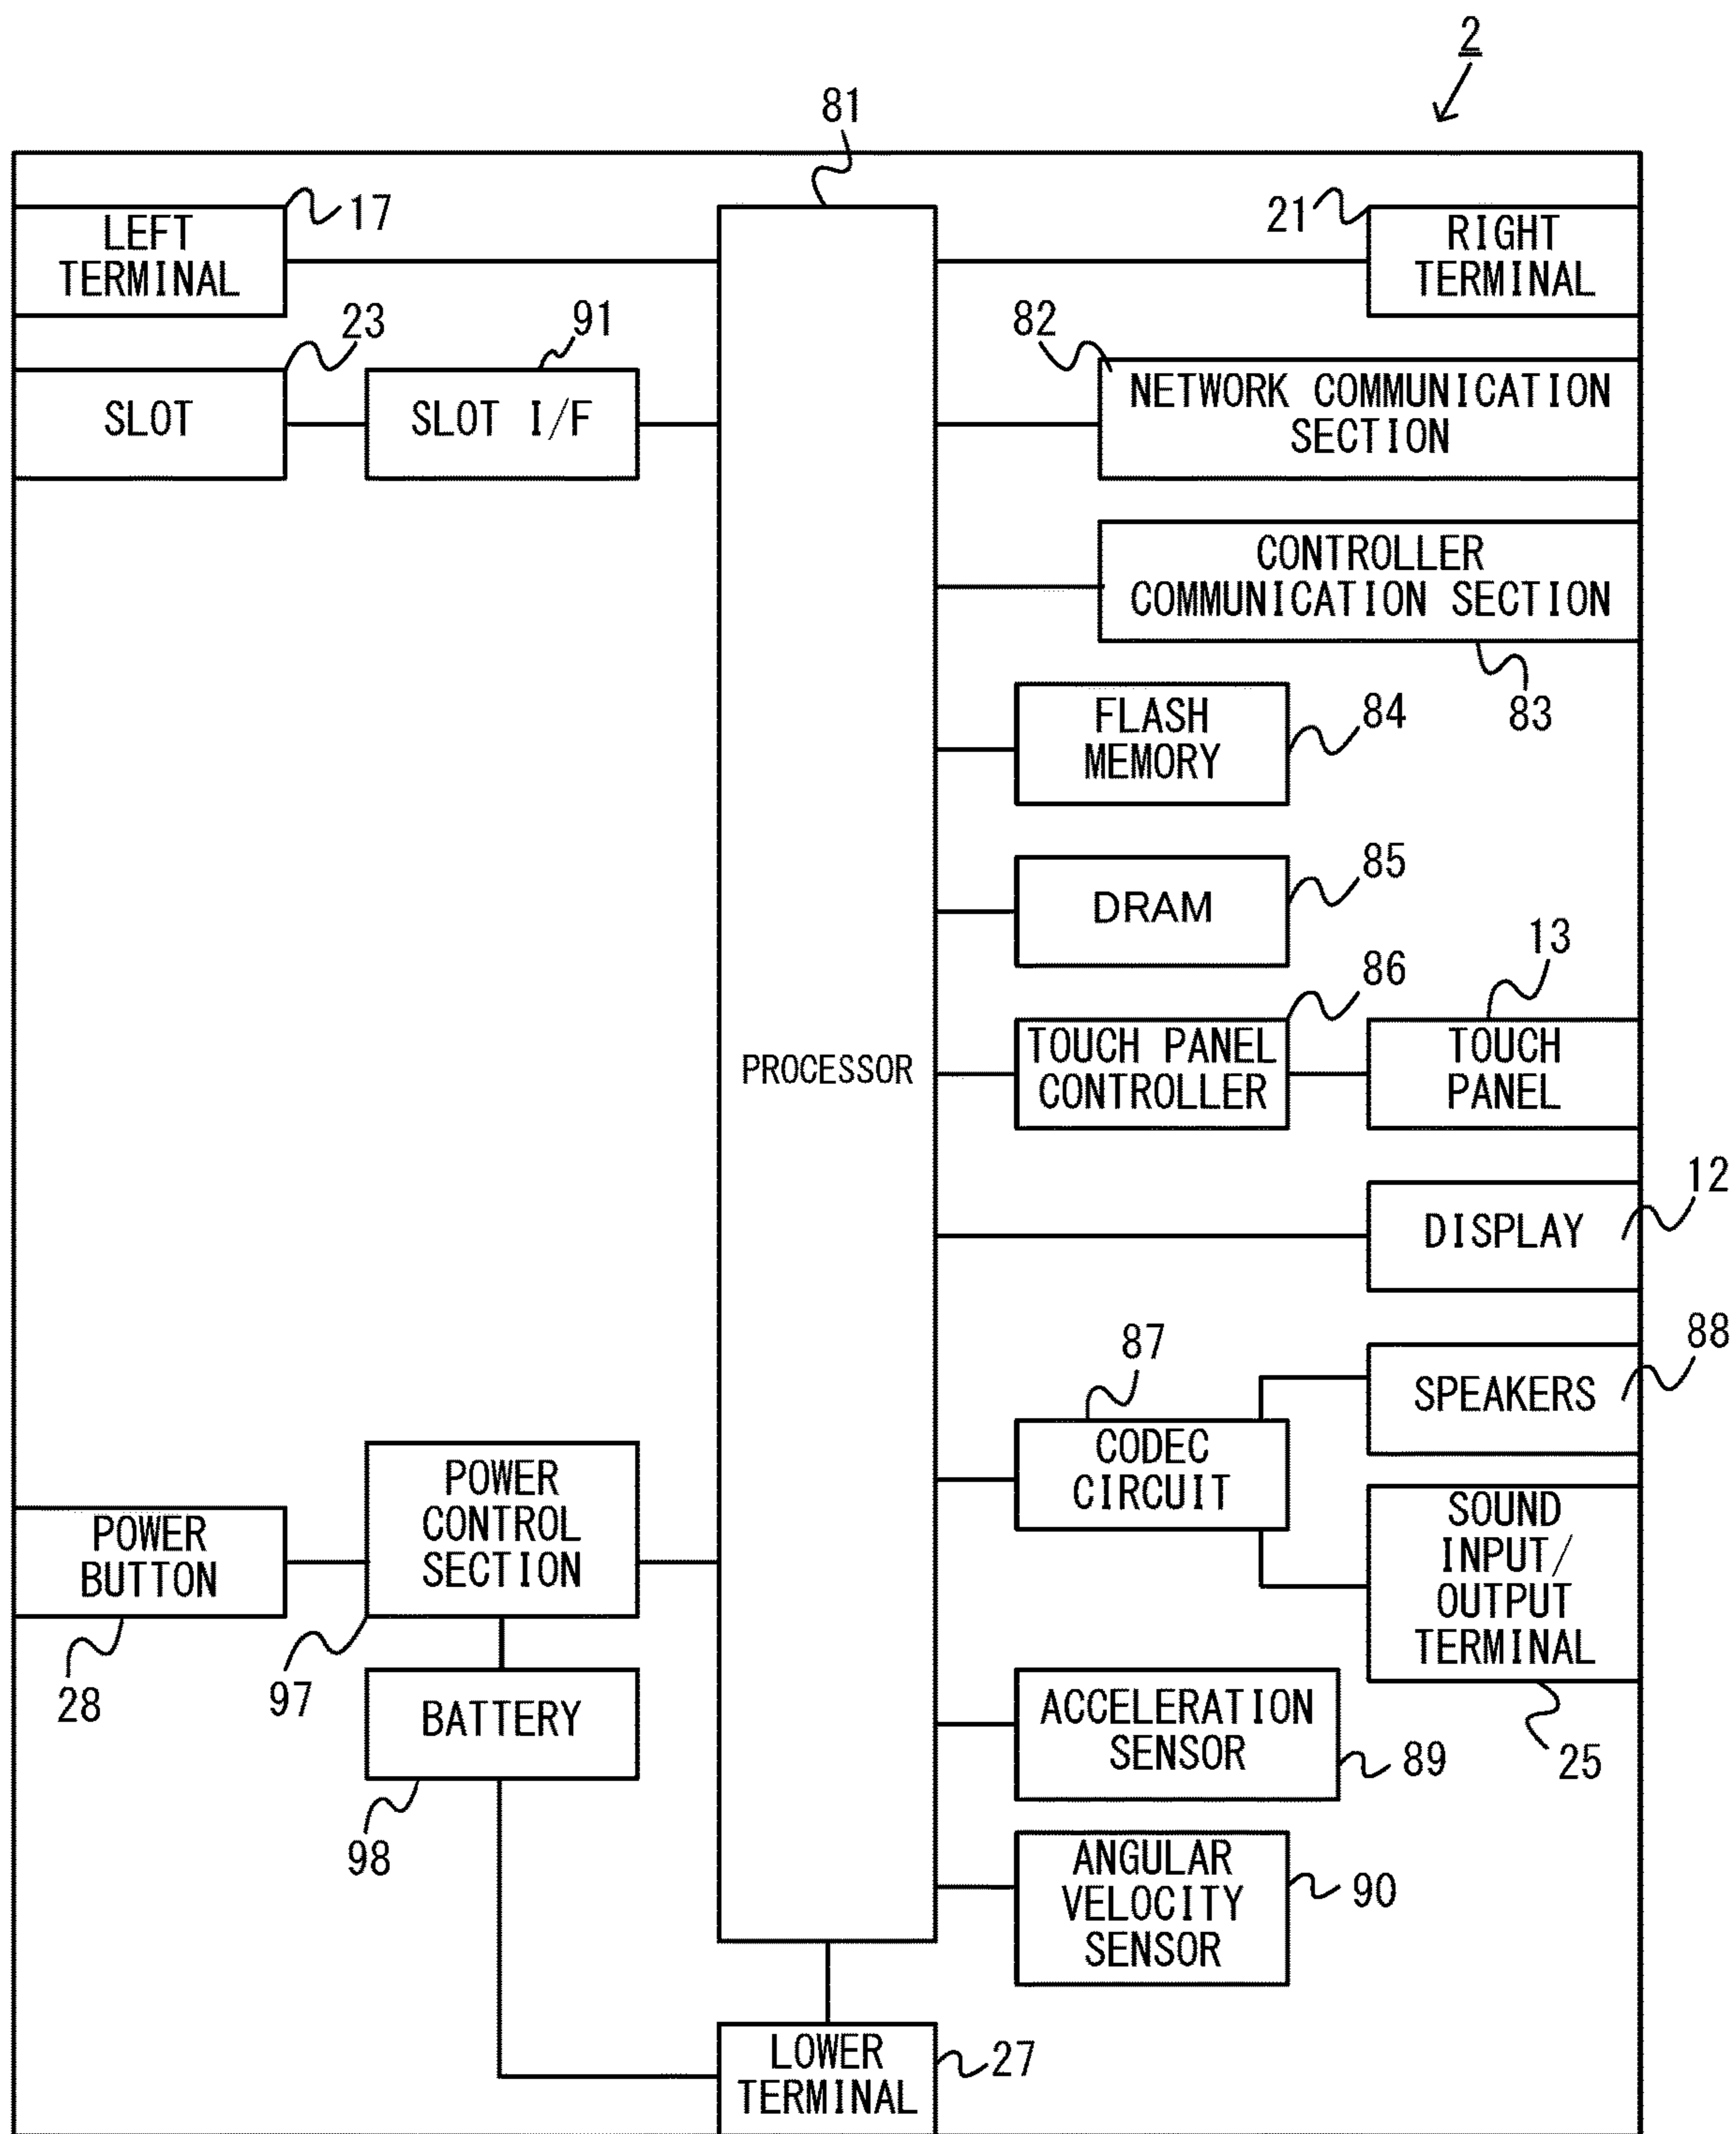 2
81
17
LEFT
TERMINAL
21
RIGHT
TERMINAL
23
SLOT
91
SLOT I/F
82
NETWORK COMMUNICATION
SECTION
CONTROLLER
COMMUNICATION SECTION
83
FLASH
MEMORY
84
DRAM
85
PROCESSOR
86
TOUCH PANEL
CONTROLLER
13
TOUCH
PANEL
12
DISPLAY
88
SPEAKERS
87
CODEC
CIRCUIT
SOUND
INPUT/
OUTPUT
TERMINAL
25
POWER
BUTTON
28
POWER
CONTROL
SECTION
97
BATTERY
98
ACCELERATION
SENSOR
89
ANGULAR
VELOCITY
SENSOR
90
LOWER
TERMINAL
27